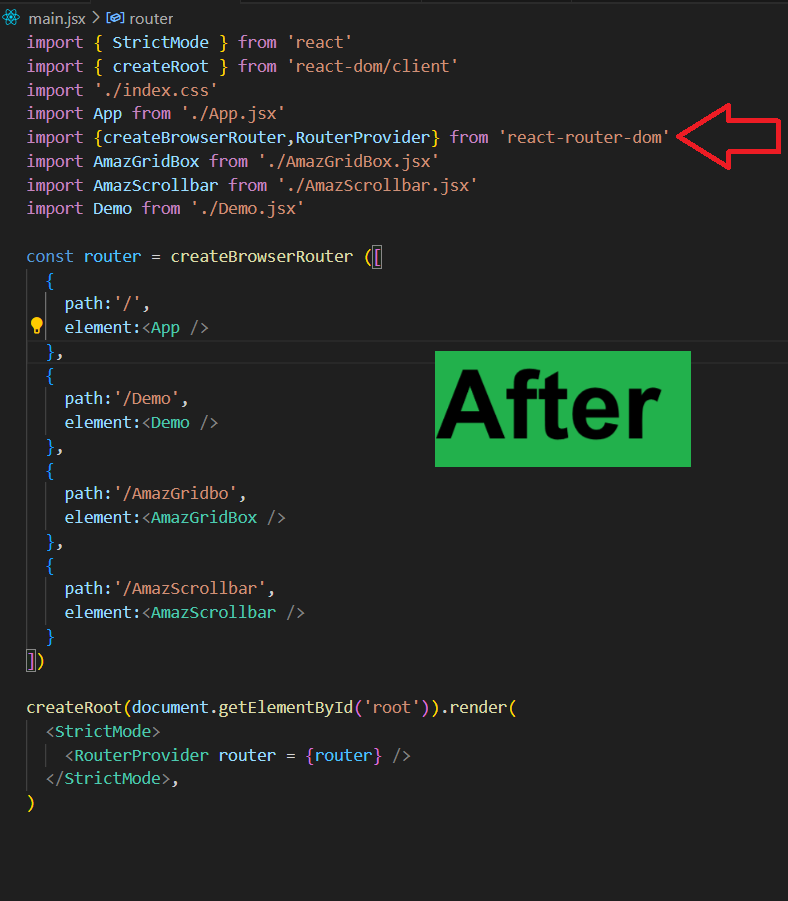 main.jsx > router
import { StrictMode } from 'react'
import { createRoot } from 'react-dom/client'
import './index.css'
import App from './App.jsx'
import {createBrowserRouter,RouterProvider} from 'react-router-dom'
import AmazGridBox from './AmazGridBox.jsx'
import AmazScrollbar from './AmazScrollbar.jsx'
import Demo from './Demo.jsx'
const router = createBrowserRouter ([
  {
    path:'/',
    element:<App />
  },
  {
    path:'/Demo',
    element:<Demo />
  },
  {
    path:'/AmazGridbo',
    element:<AmazGridBox />
  },
  {
    path:'/AmazScrollbar',
    element:<AmazScrollbar />
  }
])
After
createRoot(document.getElementById('root')).render(
  <StrictMode>
    <RouterProvider router = {router} />
  </StrictMode>,
)